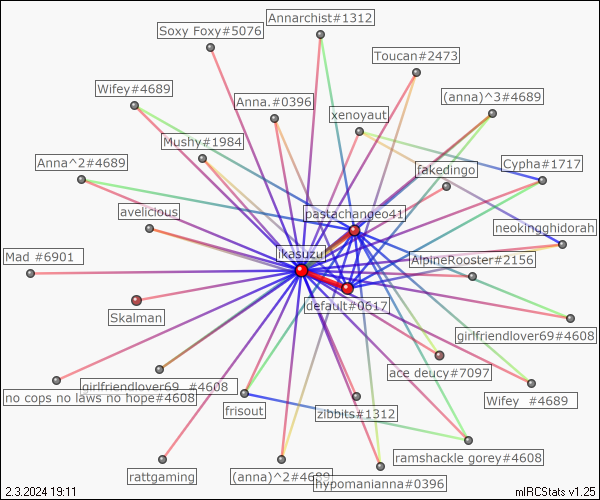 Annarchist#1312
Soxy Foxy#5076
Toucan#2473
Wifey#4689
Anna.#0396
(anna)^3#4689
xenoyaut
Mushy#1984
Anna^2#4689
fakedingo
Cypha#1717
avelicious
pastachangeo41
neokingghidorah
Mad #6901
ikasuzu
AlpineRooster#2156
default#0617
Skalman
girlfriendlover69#4608
ace deucy#7097
girlfriendlover69 #4608
no cops no laws no hope#4608
frisout
zibbits#1312
Wifey #4689
ramshackle gorey#4608
rattgaming
(anna)^2#4689
hypomanianna#0396
2.3.2024 19:11
mIRCStats v1.25